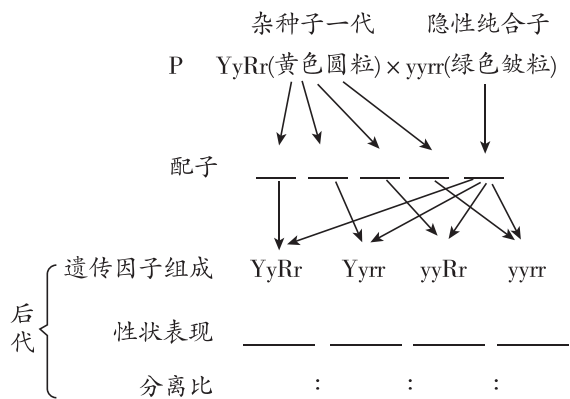 杂种子一代 隐性纯合子
P YyRr(黄色圆粒)×yyrr(绿色皱粒)
配子
遗传因子组成 YyRr Yyrr yyRr yyrr
后代
性状表现
分离比 : : :